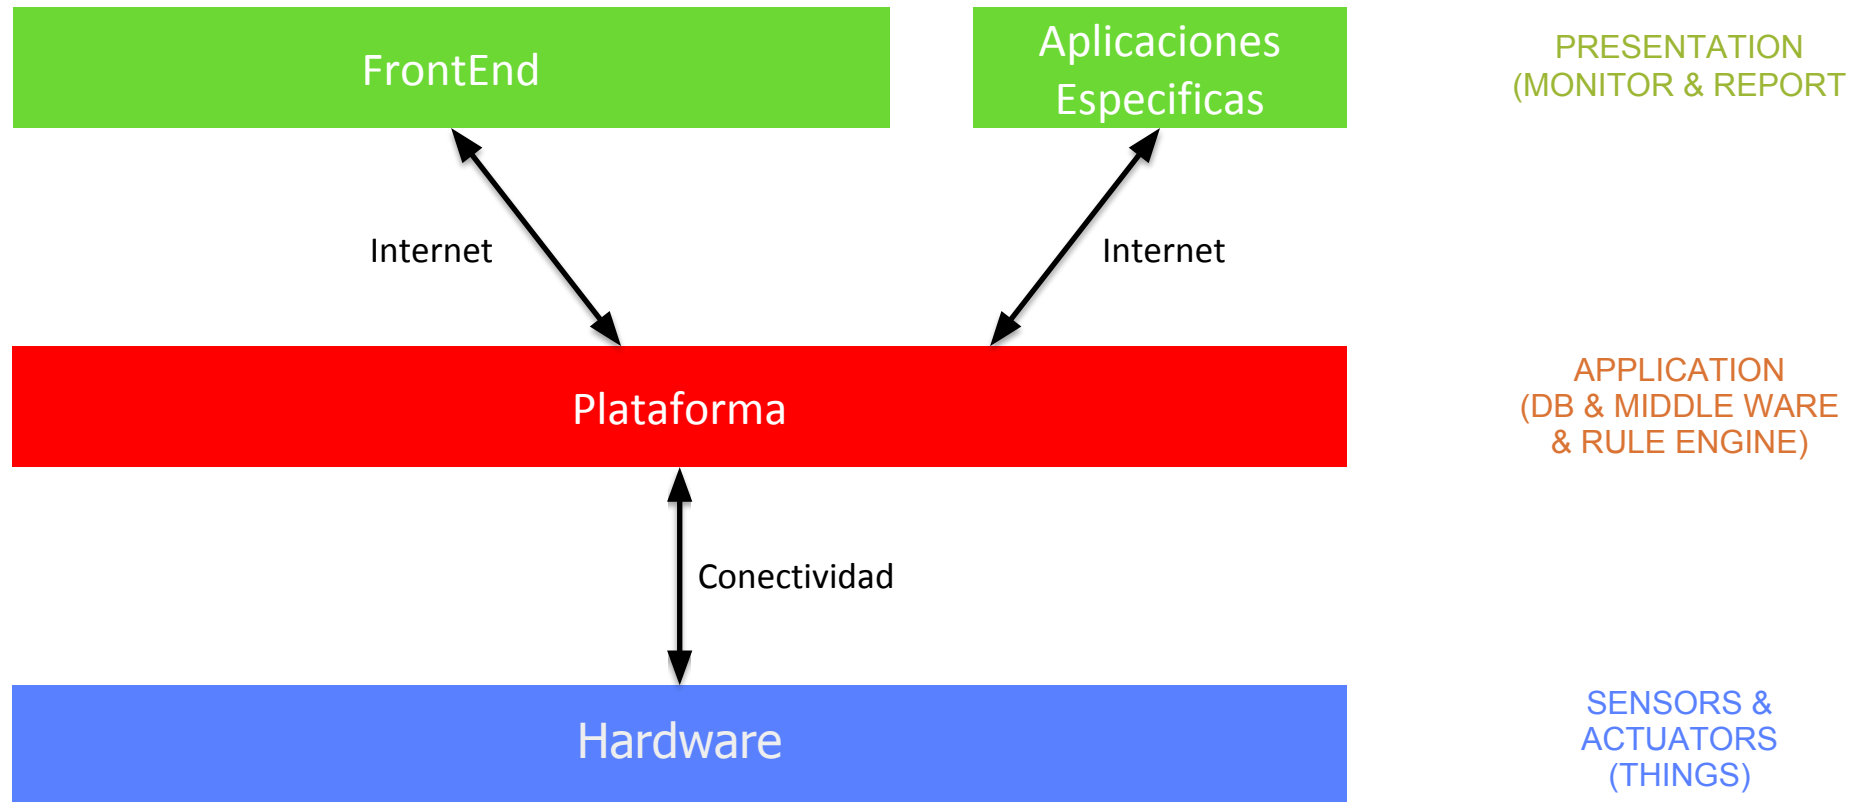 FrontEnd
Aplicaciones
Especificas
PRESENTATION
(MONITOR & REPORT
Internet
Internet
Plataforma
APPLICATION
(DB & MIDDLE WARE
& RULE ENGINE)
Conectividad
Hardware
SENSORS &
ACTUATORS
(THINGS)